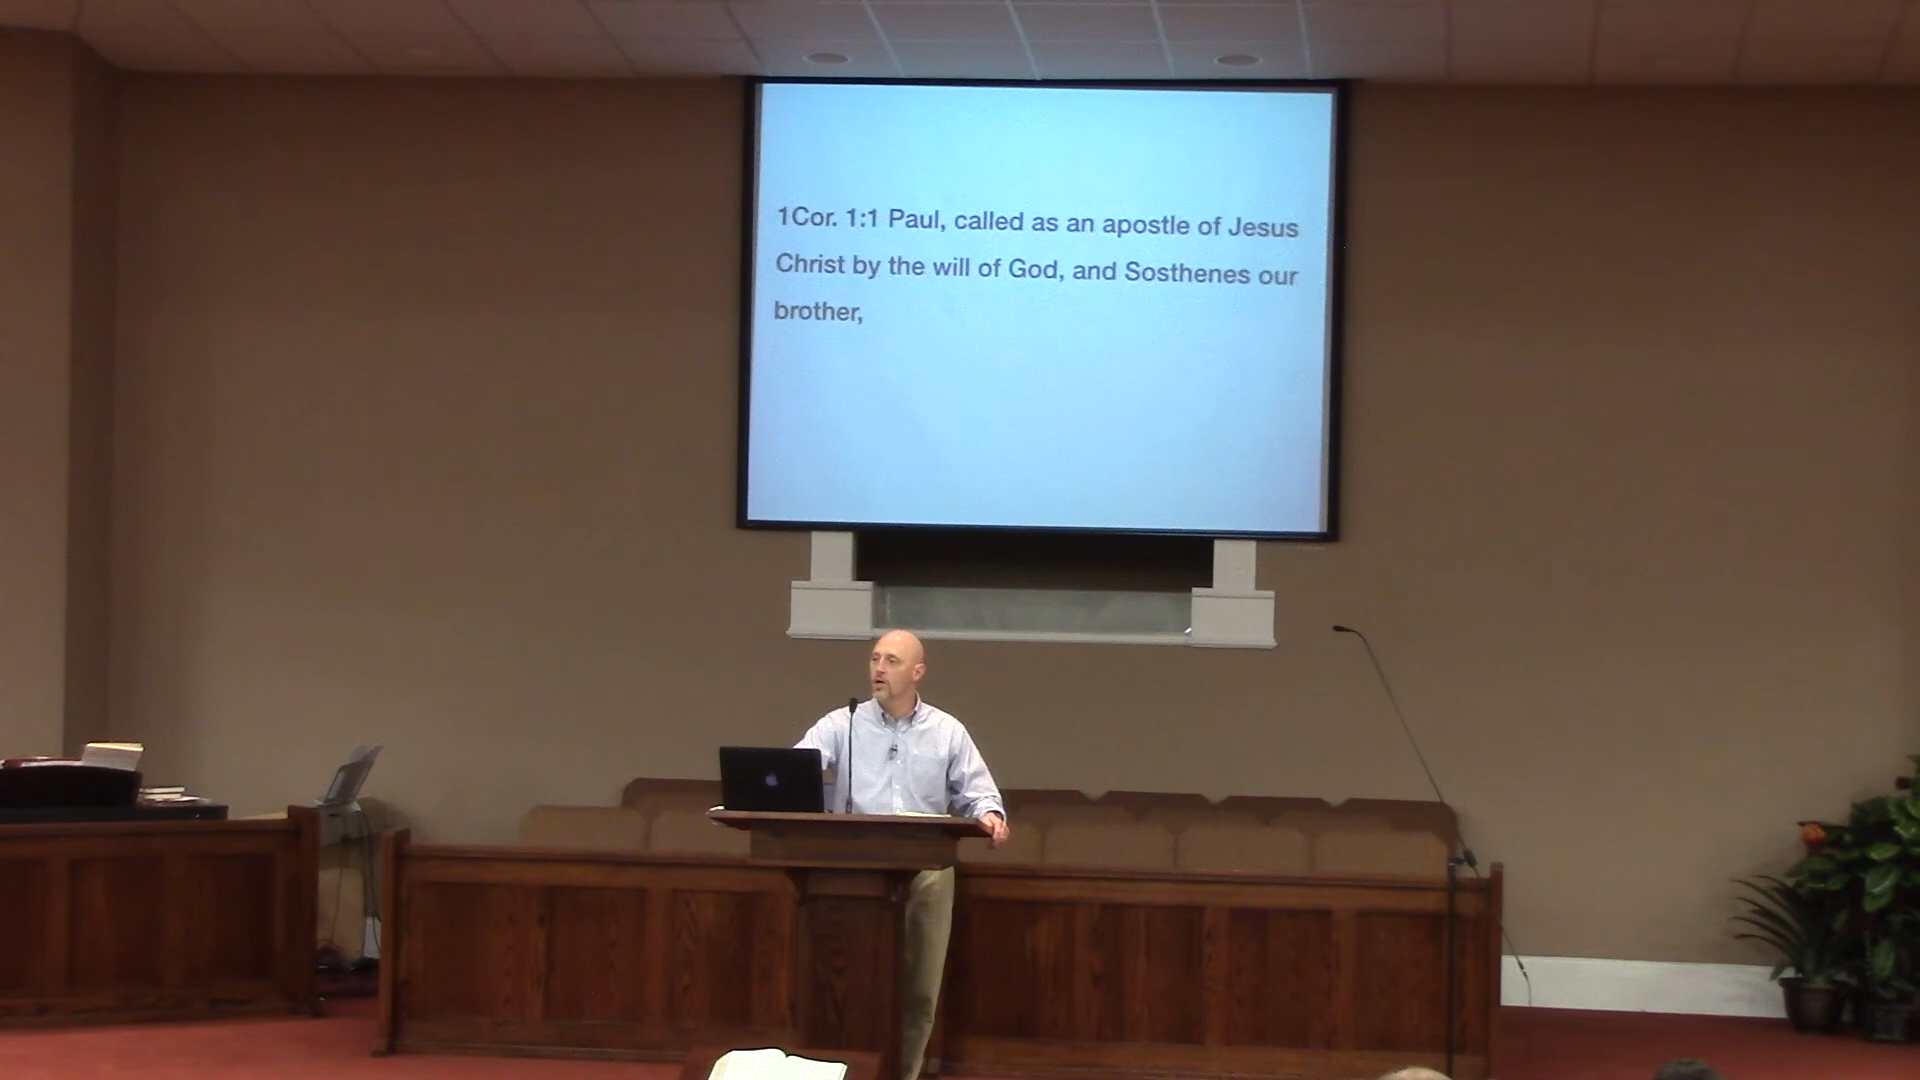 1Cor. 1:1 Paul, called as an apostle of Jesus
Christ by the will of God, and Sosthenes our
brother,